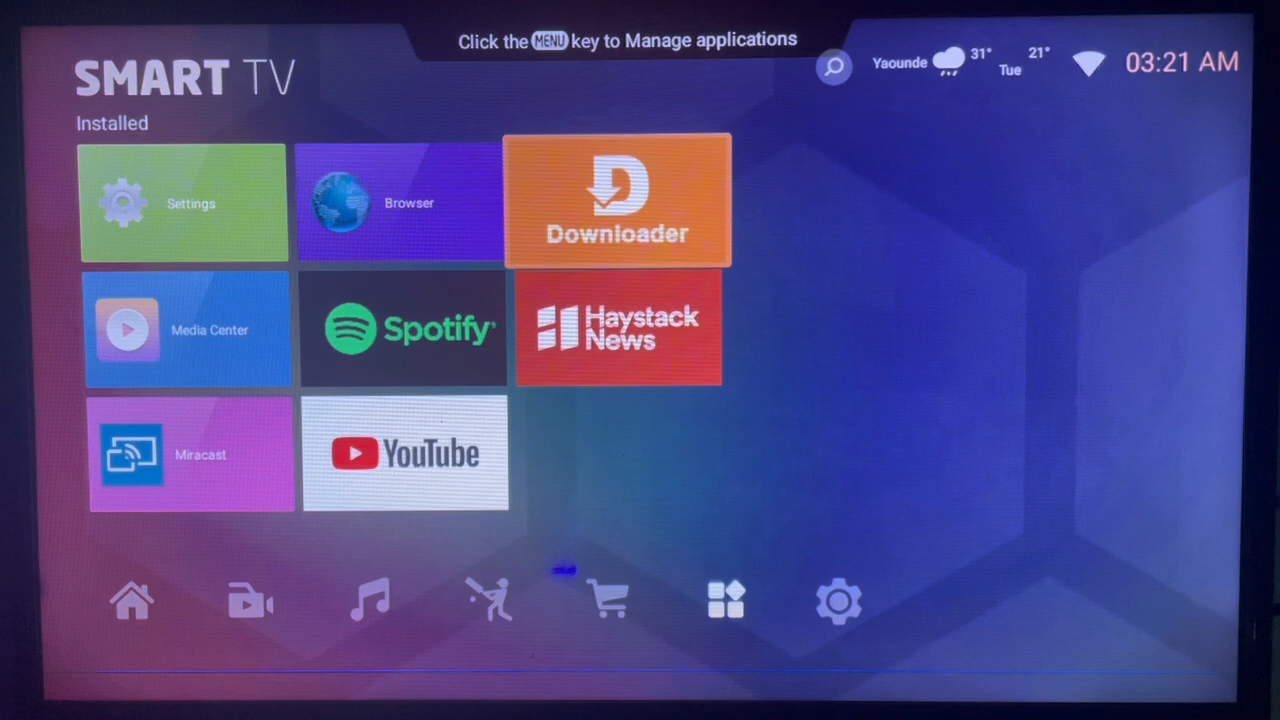 Click the MENU key to Manage applications
SMART TV
Yaounde 31° Tue 21° 03:21 AM
Installed
Settings
Browser
D
Downloader
Media Center
Spotify
Haystack
News
Miracast
YouTube